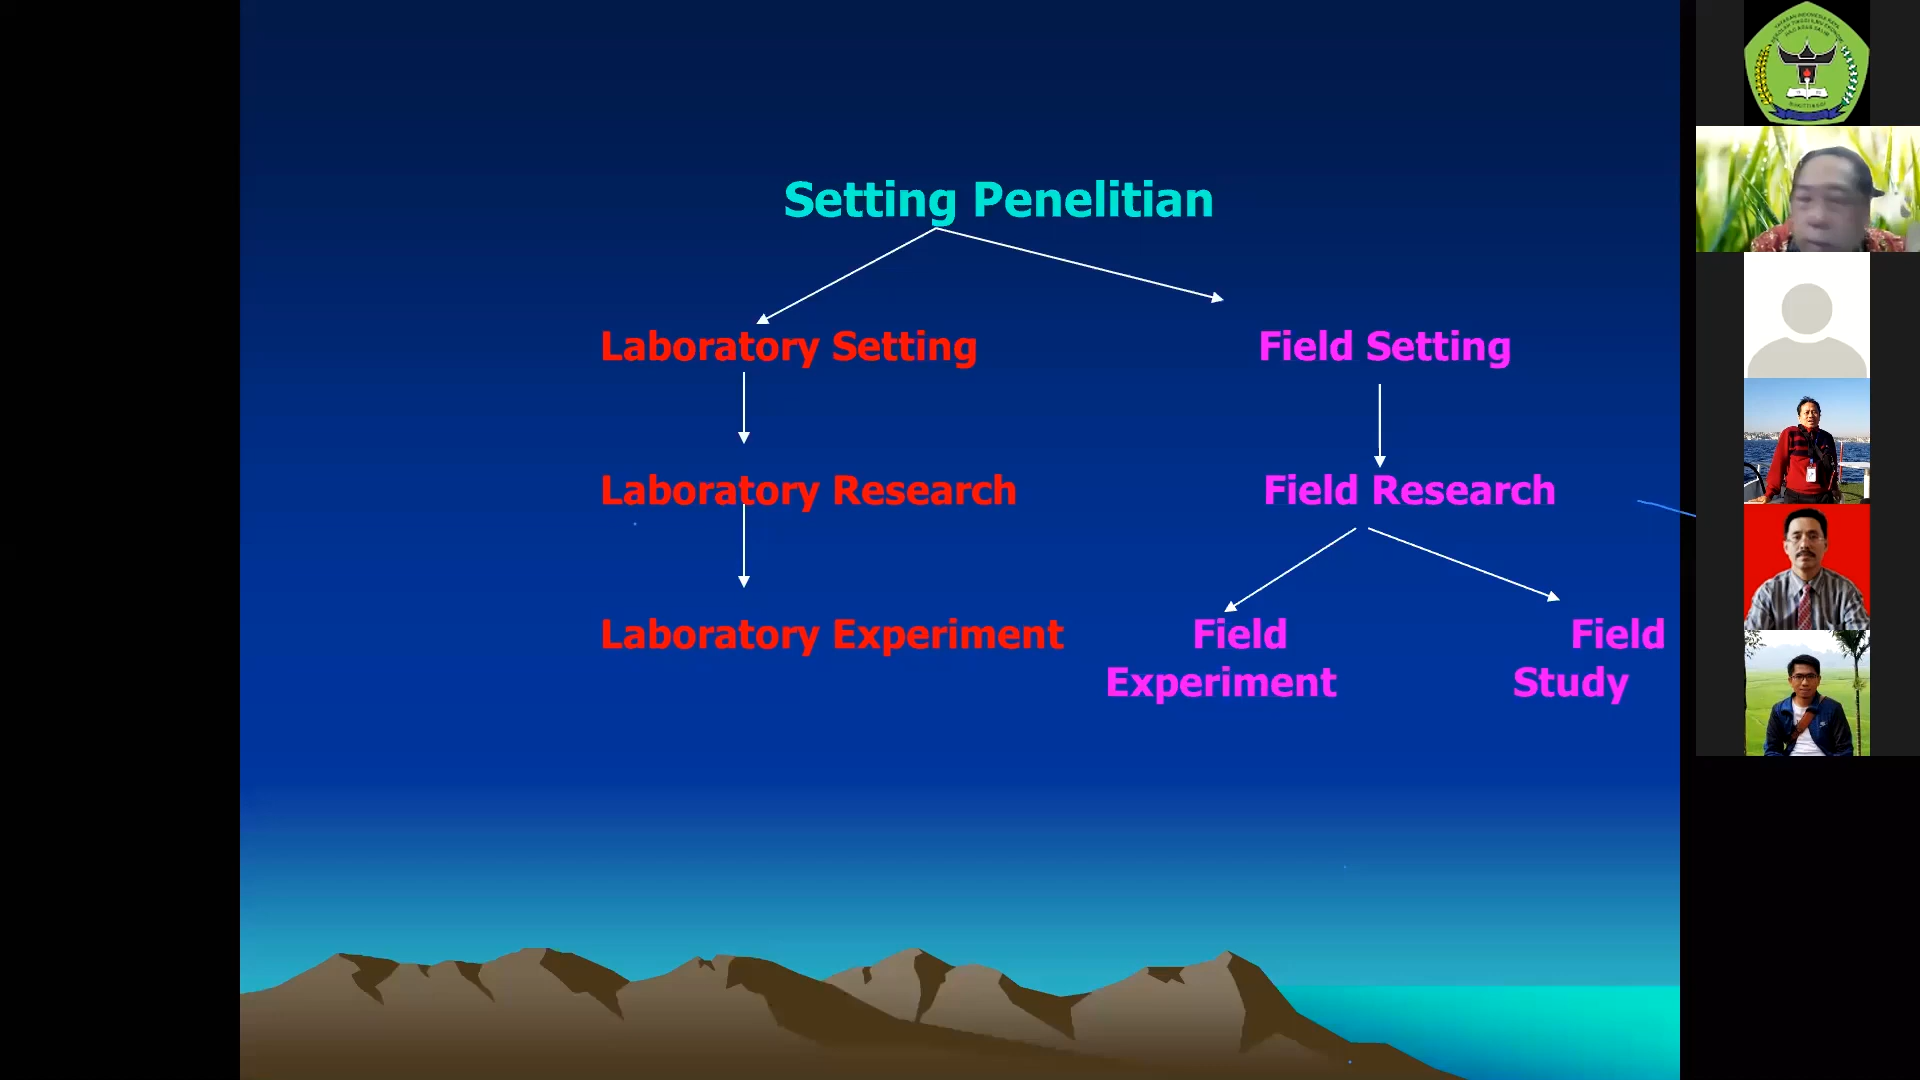 Setting Penelitian
Laboratory Setting
Field Setting
Laboratory Research
Field Research
Laboratory Experiment
Field
Experiment
Field
Study